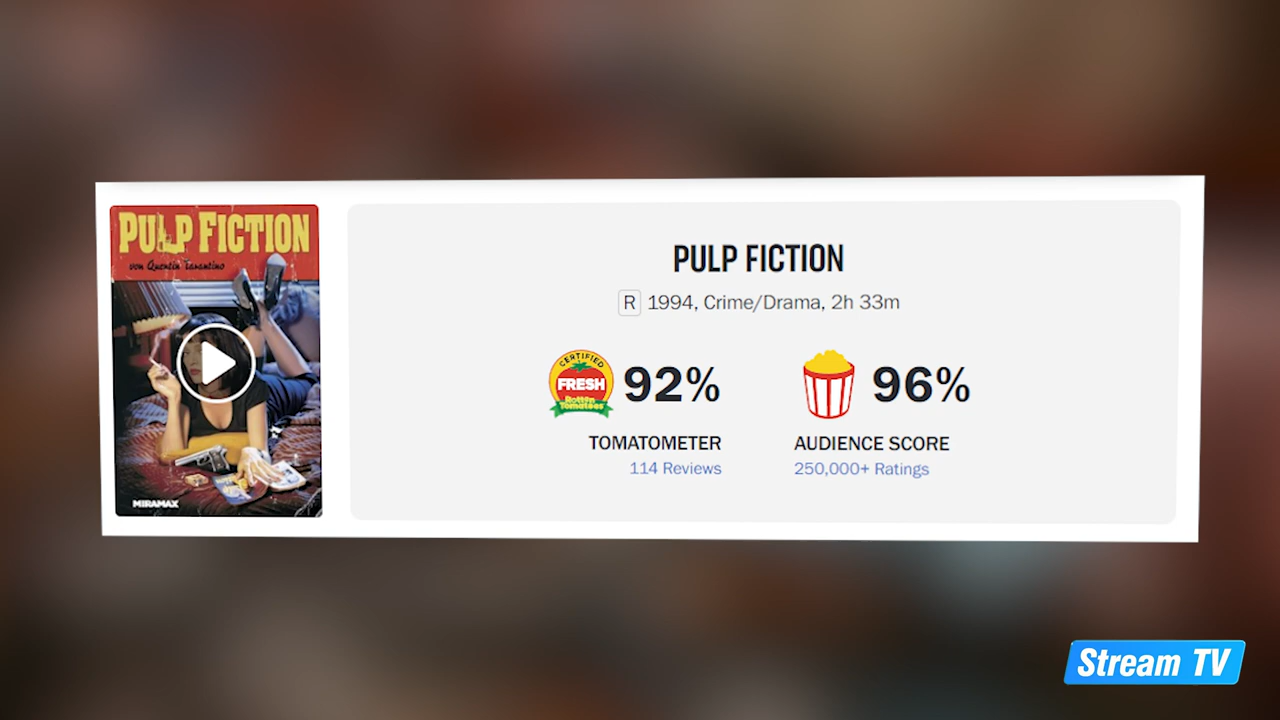 PULP FICTION
von Quentin Tarantino
MIRAMAX
PULP FICTION
R 1994, Crime/Drama, 2h 33m
CERTIFIED
FRESH
Rotten
Tomatoes
92%
96%
TOMATOMETER
AUDIENCE SCORE
114 Reviews
250,000+ Ratings
Stream TV